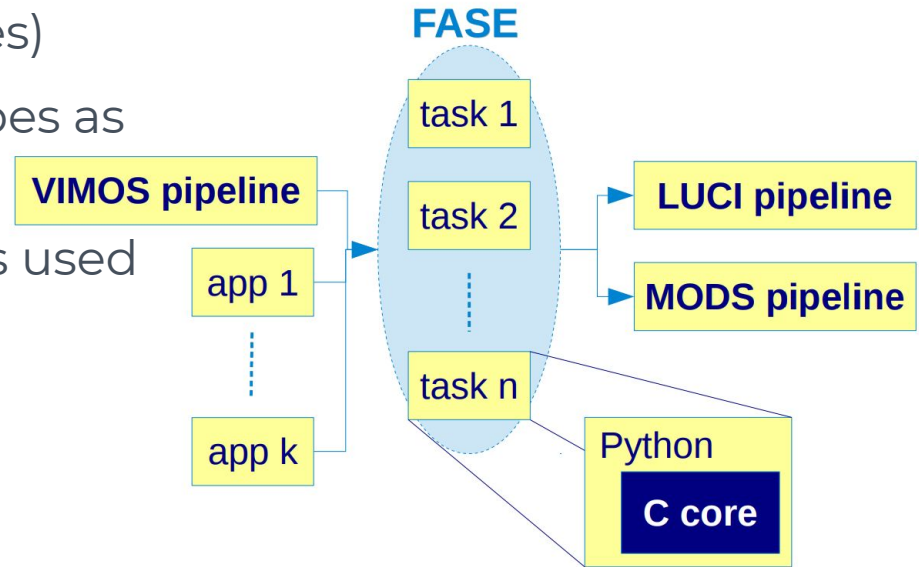 es)
pes as
s used
FASE
task 1
task 2
task n
VIMOS pipeline
app 1
app k
LUCI pipeline
MODS pipeline
Python
C core